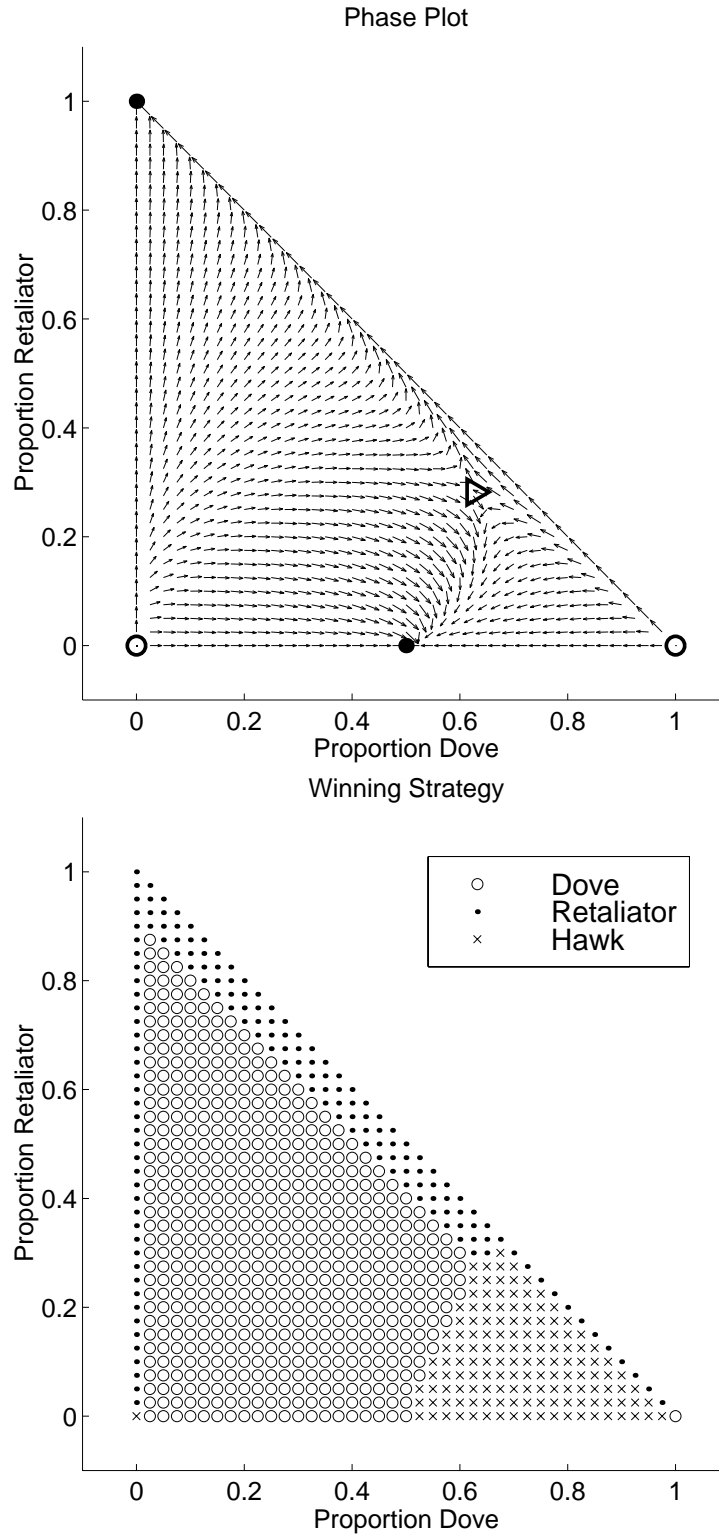 Phase Plot
1
0.8
0.6
0.4
0.2
0
Proportion Retaliator
0 0.2 0.4 0.6 0.8 1
Proportion Dove
Winning Strategy
1
0.8
0.6
0.4
0.2
0
Proportion Retaliator
Dove
Retaliator
Hawk
0 0.2 0.4 0.6 0.8 1
Proportion Dove